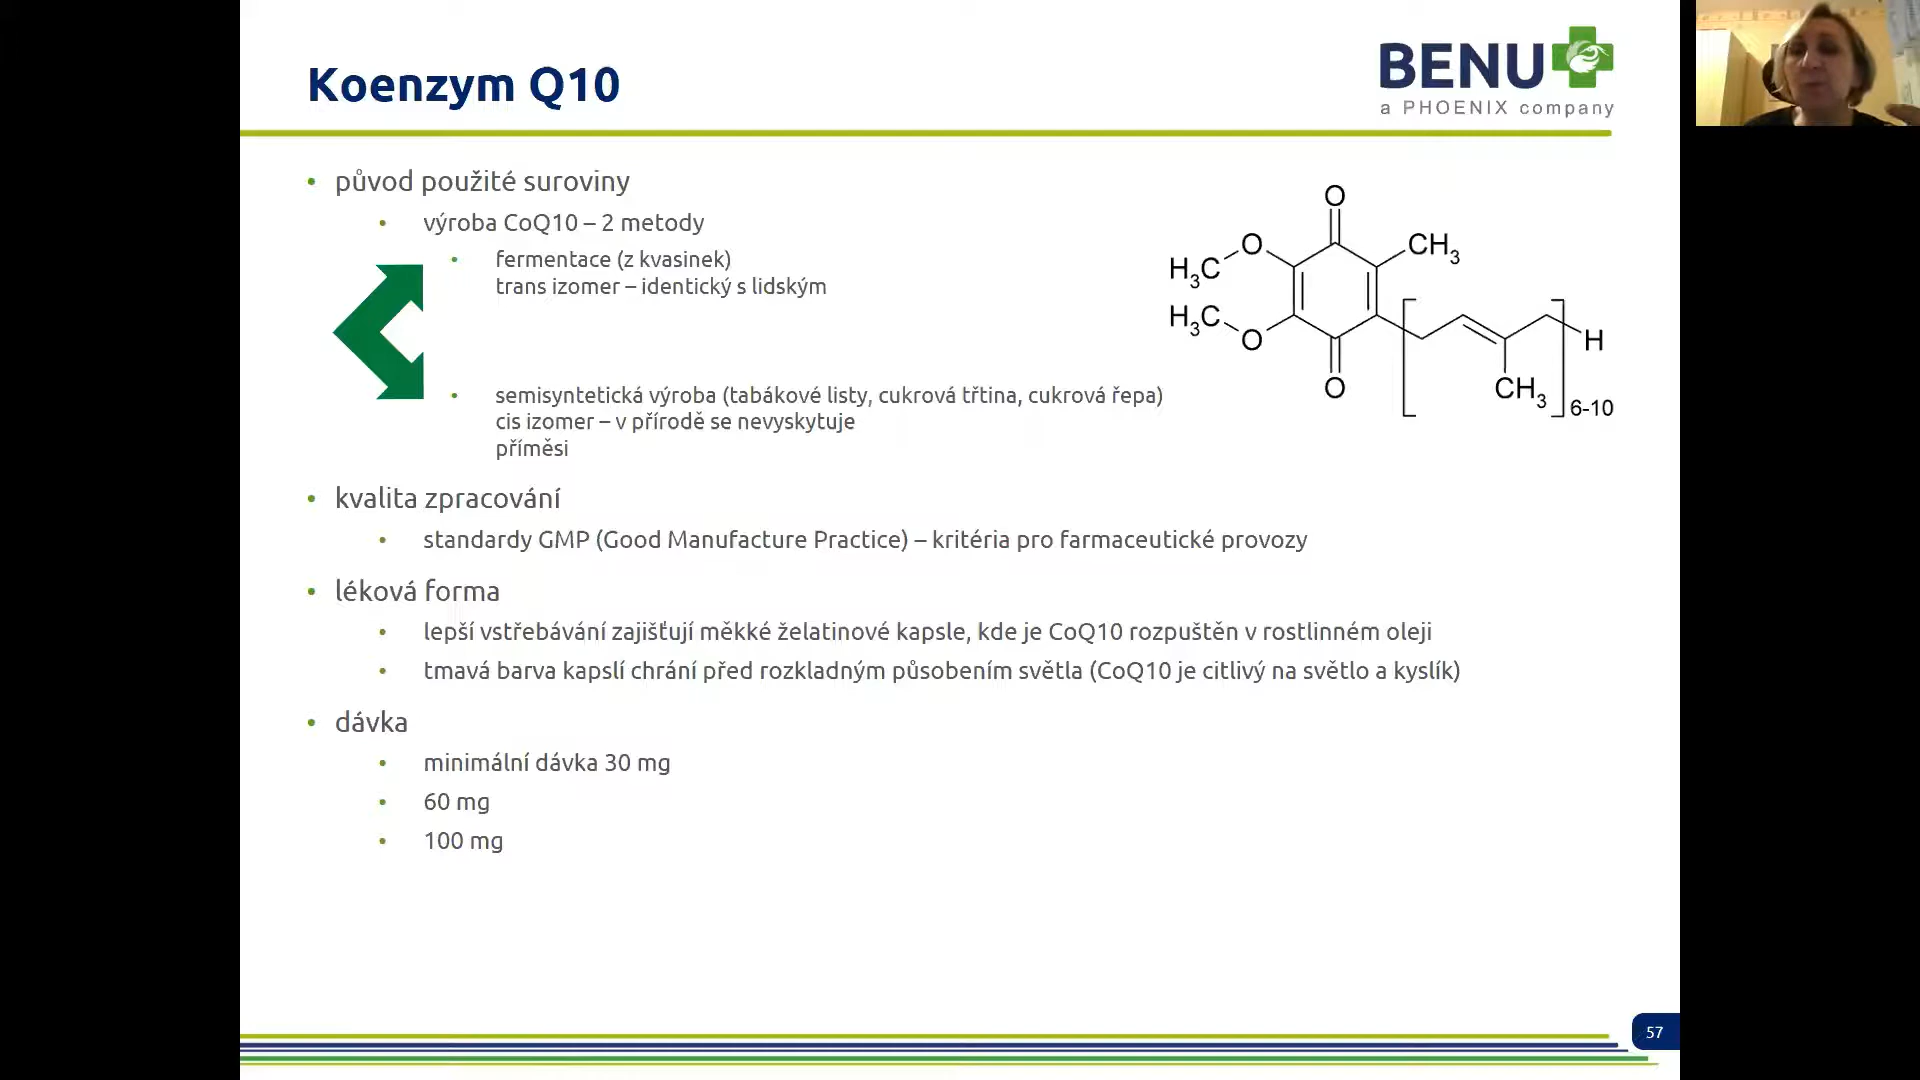 Koenzym Q10
BENU
a PHOENIX company
• původ použité suroviny
• výroba CoQ10 – 2 metody
• fermentace (z kvasinek)
trans izomer – identický s lidským
• semisyntetická výroba (tabákové listy, cukrová třtina, cukrová řepa)
cis izomer – v přírodě se nevyskytuje
příměsi
O
O
CH3
H3C
H3C
O
H
O
CH3
6-10
• kvalita zpracování
• standardy GMP (Good Manufacture Practice) – kritéria pro farmaceutické provozy
• léková forma
• lepší vstřebávání zajišťují měkké želatinové kapsle, kde je CoQ10 rozpuštěn v rostlinném oleji
• tmavá barva kapslí chrání před rozkladným působením světla (CoQ10 je citlivý na světlo a kyslík)
• dávka
• minimální dávka 30 mg
• 60 mg
• 100 mg
57